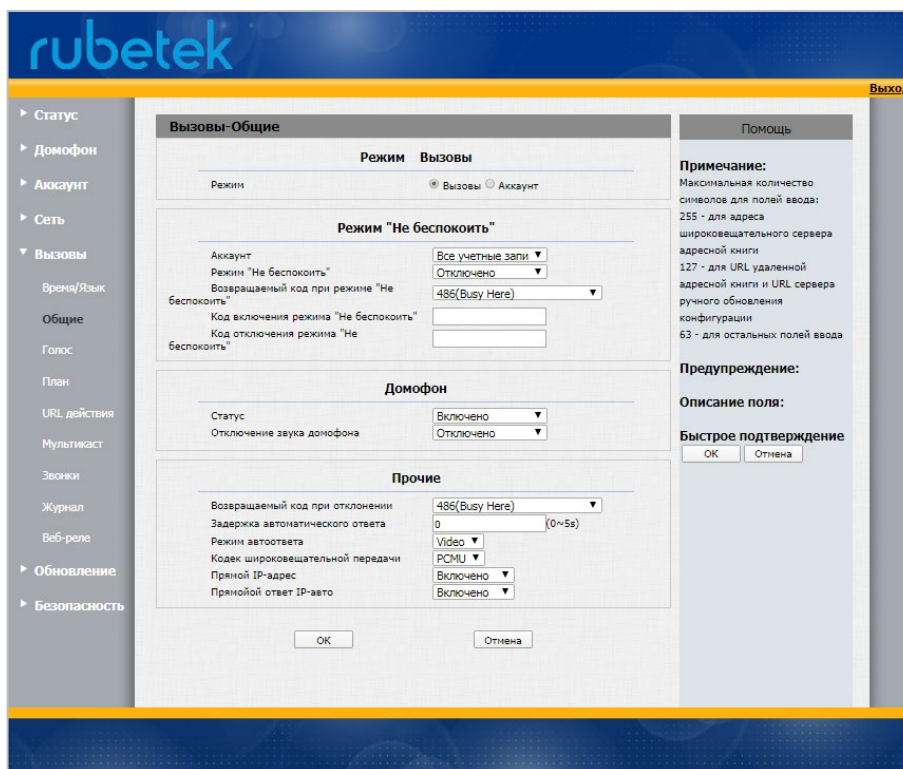 rubetek
Выхо
Статус
Домофон
Аккаунт
Сеть
Вызовы
Время/Язык
Общие
Голос
План
URL действия
Мультикаст
Звонки
Журнал
Веб-реле
Обновление
Безопасность
Вызовы-Общие
Режим Вызовы
Режим Вызовы Аккаунт
Режим "Не беспокоить"
Аккаунт Все учетные запи
Режим "Не беспокоить" Отключено
Возвращаемый код при режиме "Не
беспокоить" 486(Busy Here)
Код включения режима "Не беспокоить"
Код отключения режима "Не
беспокоить"
Домофон
Статус Включено
Отключение звука домофона Отключено
Прочие
Возвращаемый код при отклонении 486(Busy Here)
Задержка автоматического ответа 0 (0~5s)
Режим автоответа Video
Кодек широковещательной передачи PCMU
Прямой IP-адрес Включено
Прямойой ответ IP-авто Включено
OK Отмена
Помощь
Примечание:
Максимальная количество
символов для полей ввода:
255 - для адреса
широковещательного сервера
адресной книги
127 - для URL удаленной
адресной книги и URL сервера
ручного обновления
конфигурации
63 - для остальных полей ввода
Предупреждение:
Описание поля:
Быстрое подтверждение
OK Отмена